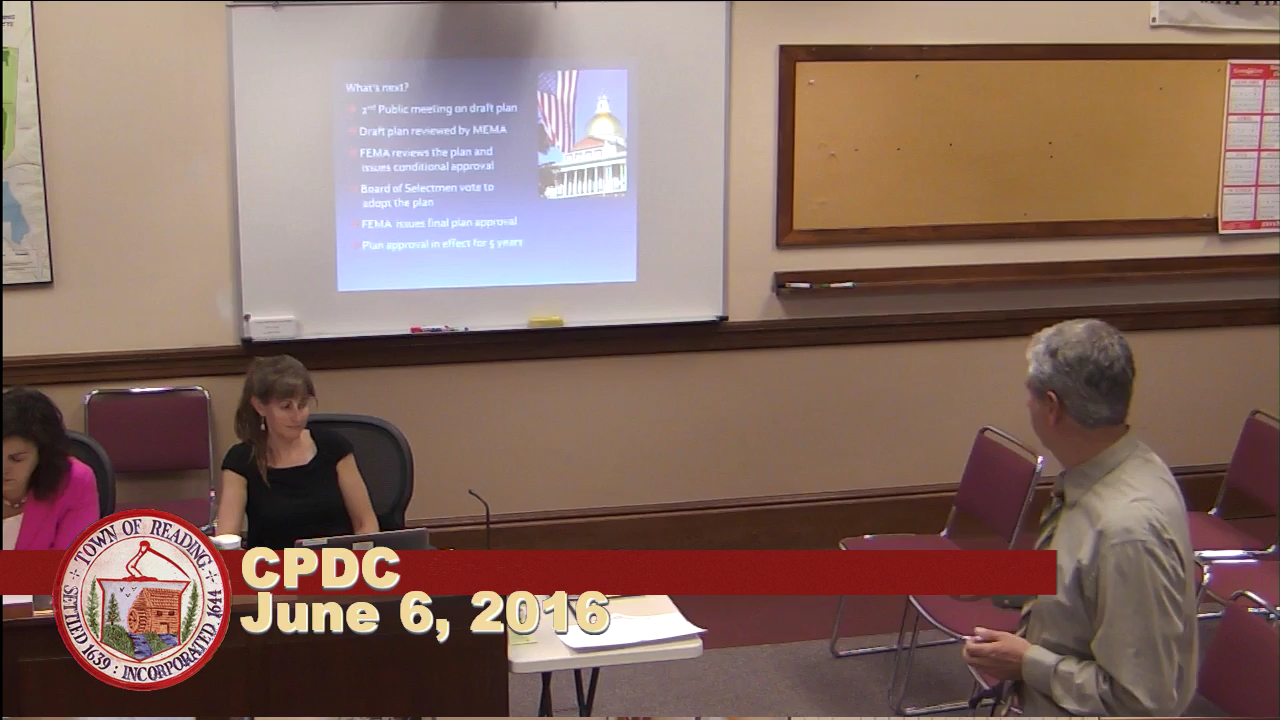 What's next?
2nd Public meeting on draft plan
Draft plan reviewed by MEMA
FEMA reviews the plan and
issues conditional approval
Board of Selectmen vote to
adopt the plan
FEMA issues final plan approval
Plan approval in effect for 5 years
CPDC
June 6, 2016
TOWN OF READING
SETTLED 1639 : INCORPORATED 1644